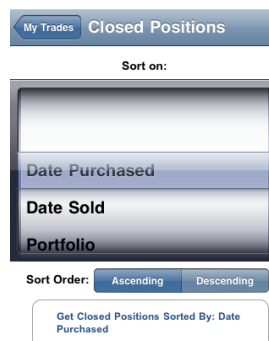 My Trades Closed Positions
Sort on:
Date Purchased
Date Sold
Portfolio
Sort Order: Ascending Descending
Get Closed Positions Sorted By: Date
Purchased